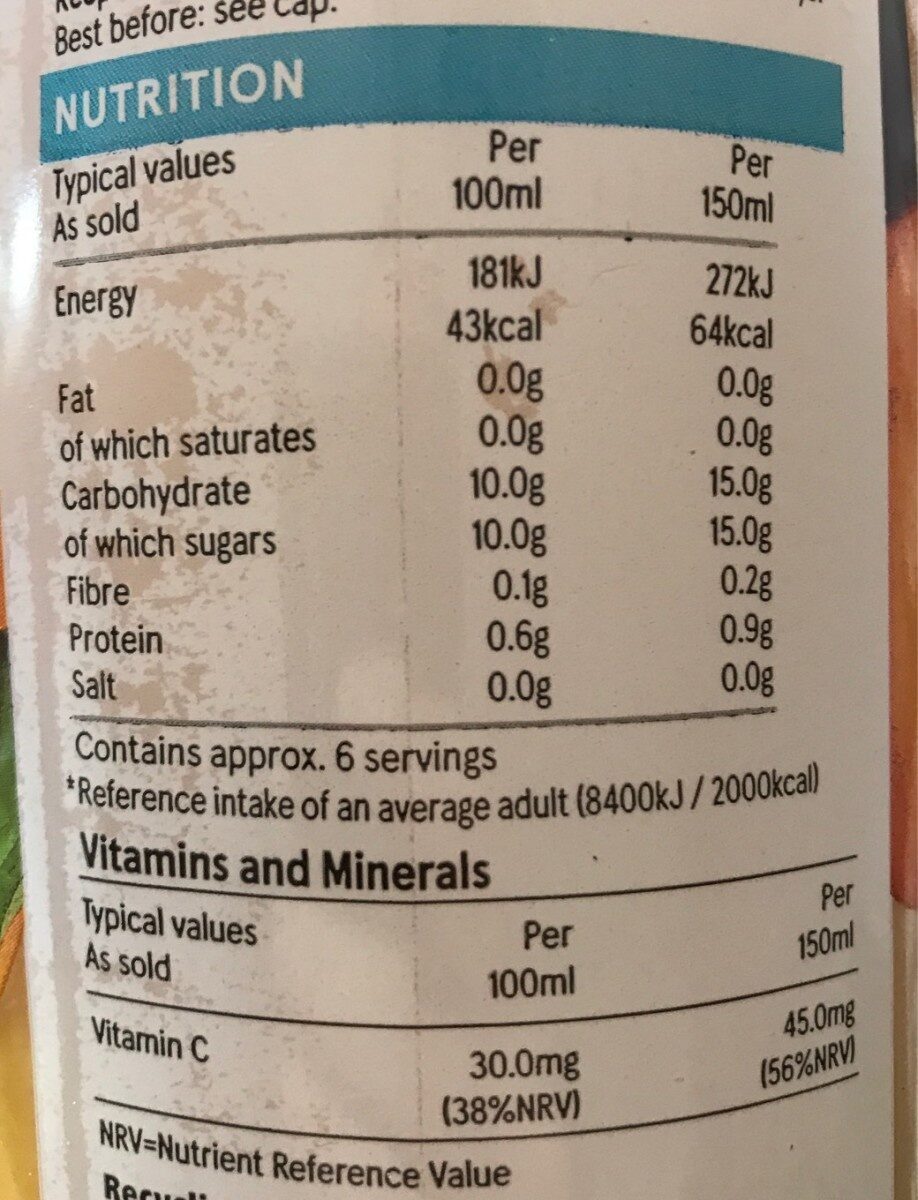 Best before: see cap.
NUTRITION
Typical values As sold Per 100ml Per 150ml
Energy 181kJ 272kJ
43kcal 64kcal
Fat 0.0g 0.0g
of which saturates 0.0g 0.0g
Carbohydrate 10.0g 15.0g
of which sugars 10.0g 15.0g
Fibre 0.1g 0.2g
Protein 0.6g 0.9g
Salt 0.0g 0.0g
Contains approx. 6 servings
*Reference intake of an average adult (8400kJ / 2000kcal)
Vitamins and Minerals
Typical values As sold Per 100ml Per 150ml
Vitamin C 30.0mg 45.0mg
(38%NRV) (56%NRV)
NRV=Nutrient Reference Value